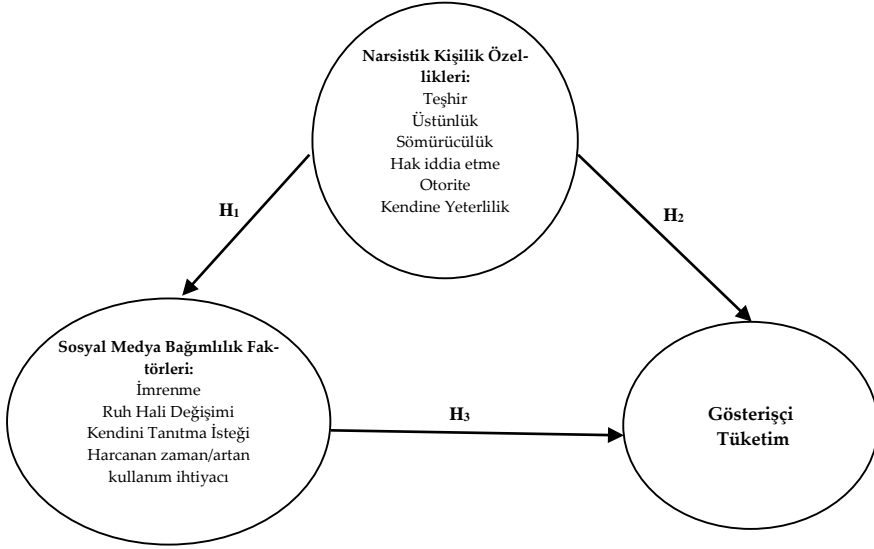 Narsistik Kişilik Özel-
likleri:
Teşhir
Üstünlük
Sömürücülük
Hak iddia etme
Otorite
Kendine Yeterlilik
H₁
H₂
Sosyal Medya Bağımlılık Fak-
törleri:
İmrenme
Ruh Hali Değişimi
Kendini Tanıtma İsteği
Harcanan zaman/artan
kullanım ihtiyacı
H₃
Gösterişçi
Tüketim